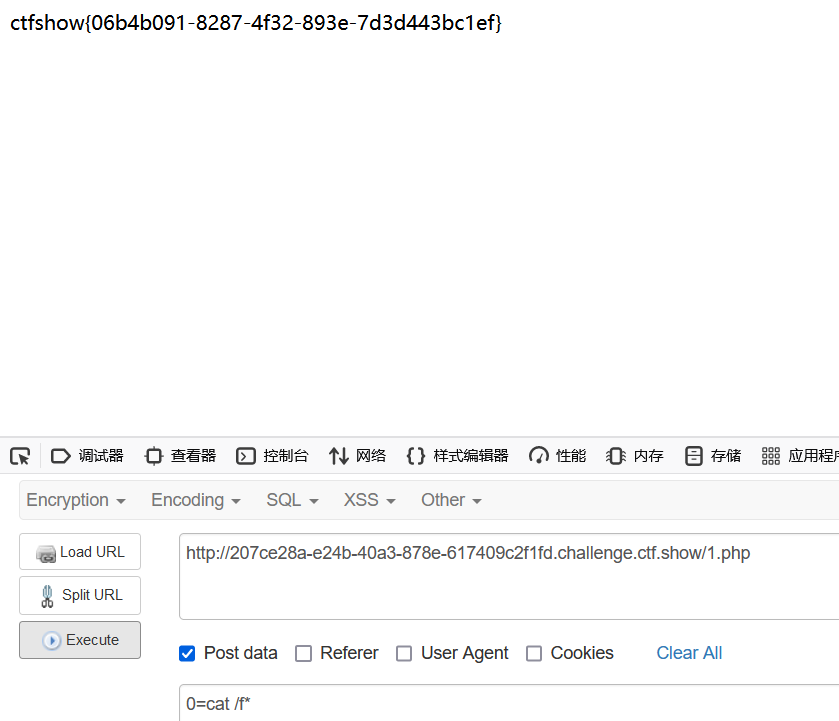 ctfshow{06b4b091-8287-4f32-893e-7d3d443bc1ef}
调试器 查看器 控制台 网络 样式编辑器 性能 内存 存储 应用程序
Encryption Encoding SQL XSS Other
Load URL
http://207ce28a-e24b-40a3-878e-617409c2f1fd.challenge.ctf.show/1.php
Split URL
Execute
Post data Referer User Agent Cookies Clear All
0=cat /f*